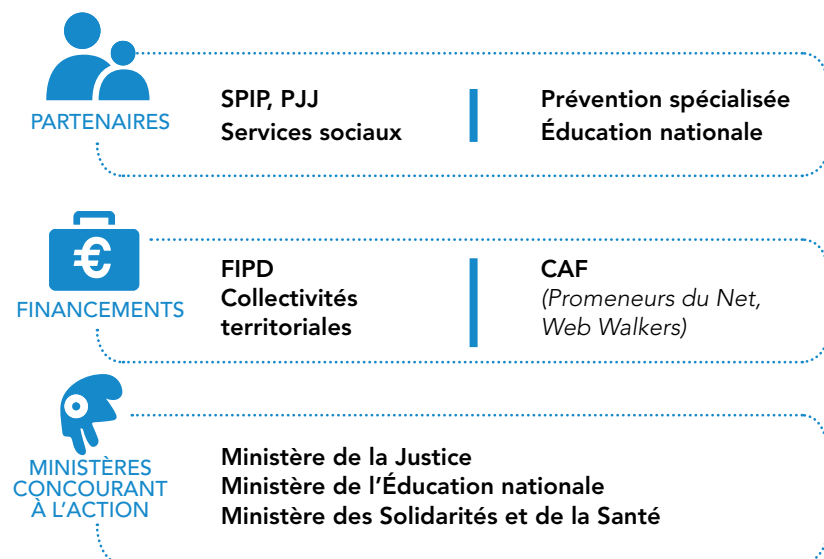 PARTENAIRES
SPIP, PJJ
Services sociaux
Prévention spécialisée
Éducation nationale
€
FINANCEMENTS
FIPD
Collectivités
territoriales
CAF
(Promeneurs du Net,
Web Walkers)
MINISTÈRES
CONCOURANT
À L'ACTION
Ministère de la Justice
Ministère de l'Éducation nationale
Ministère des Solidarités et de la Santé